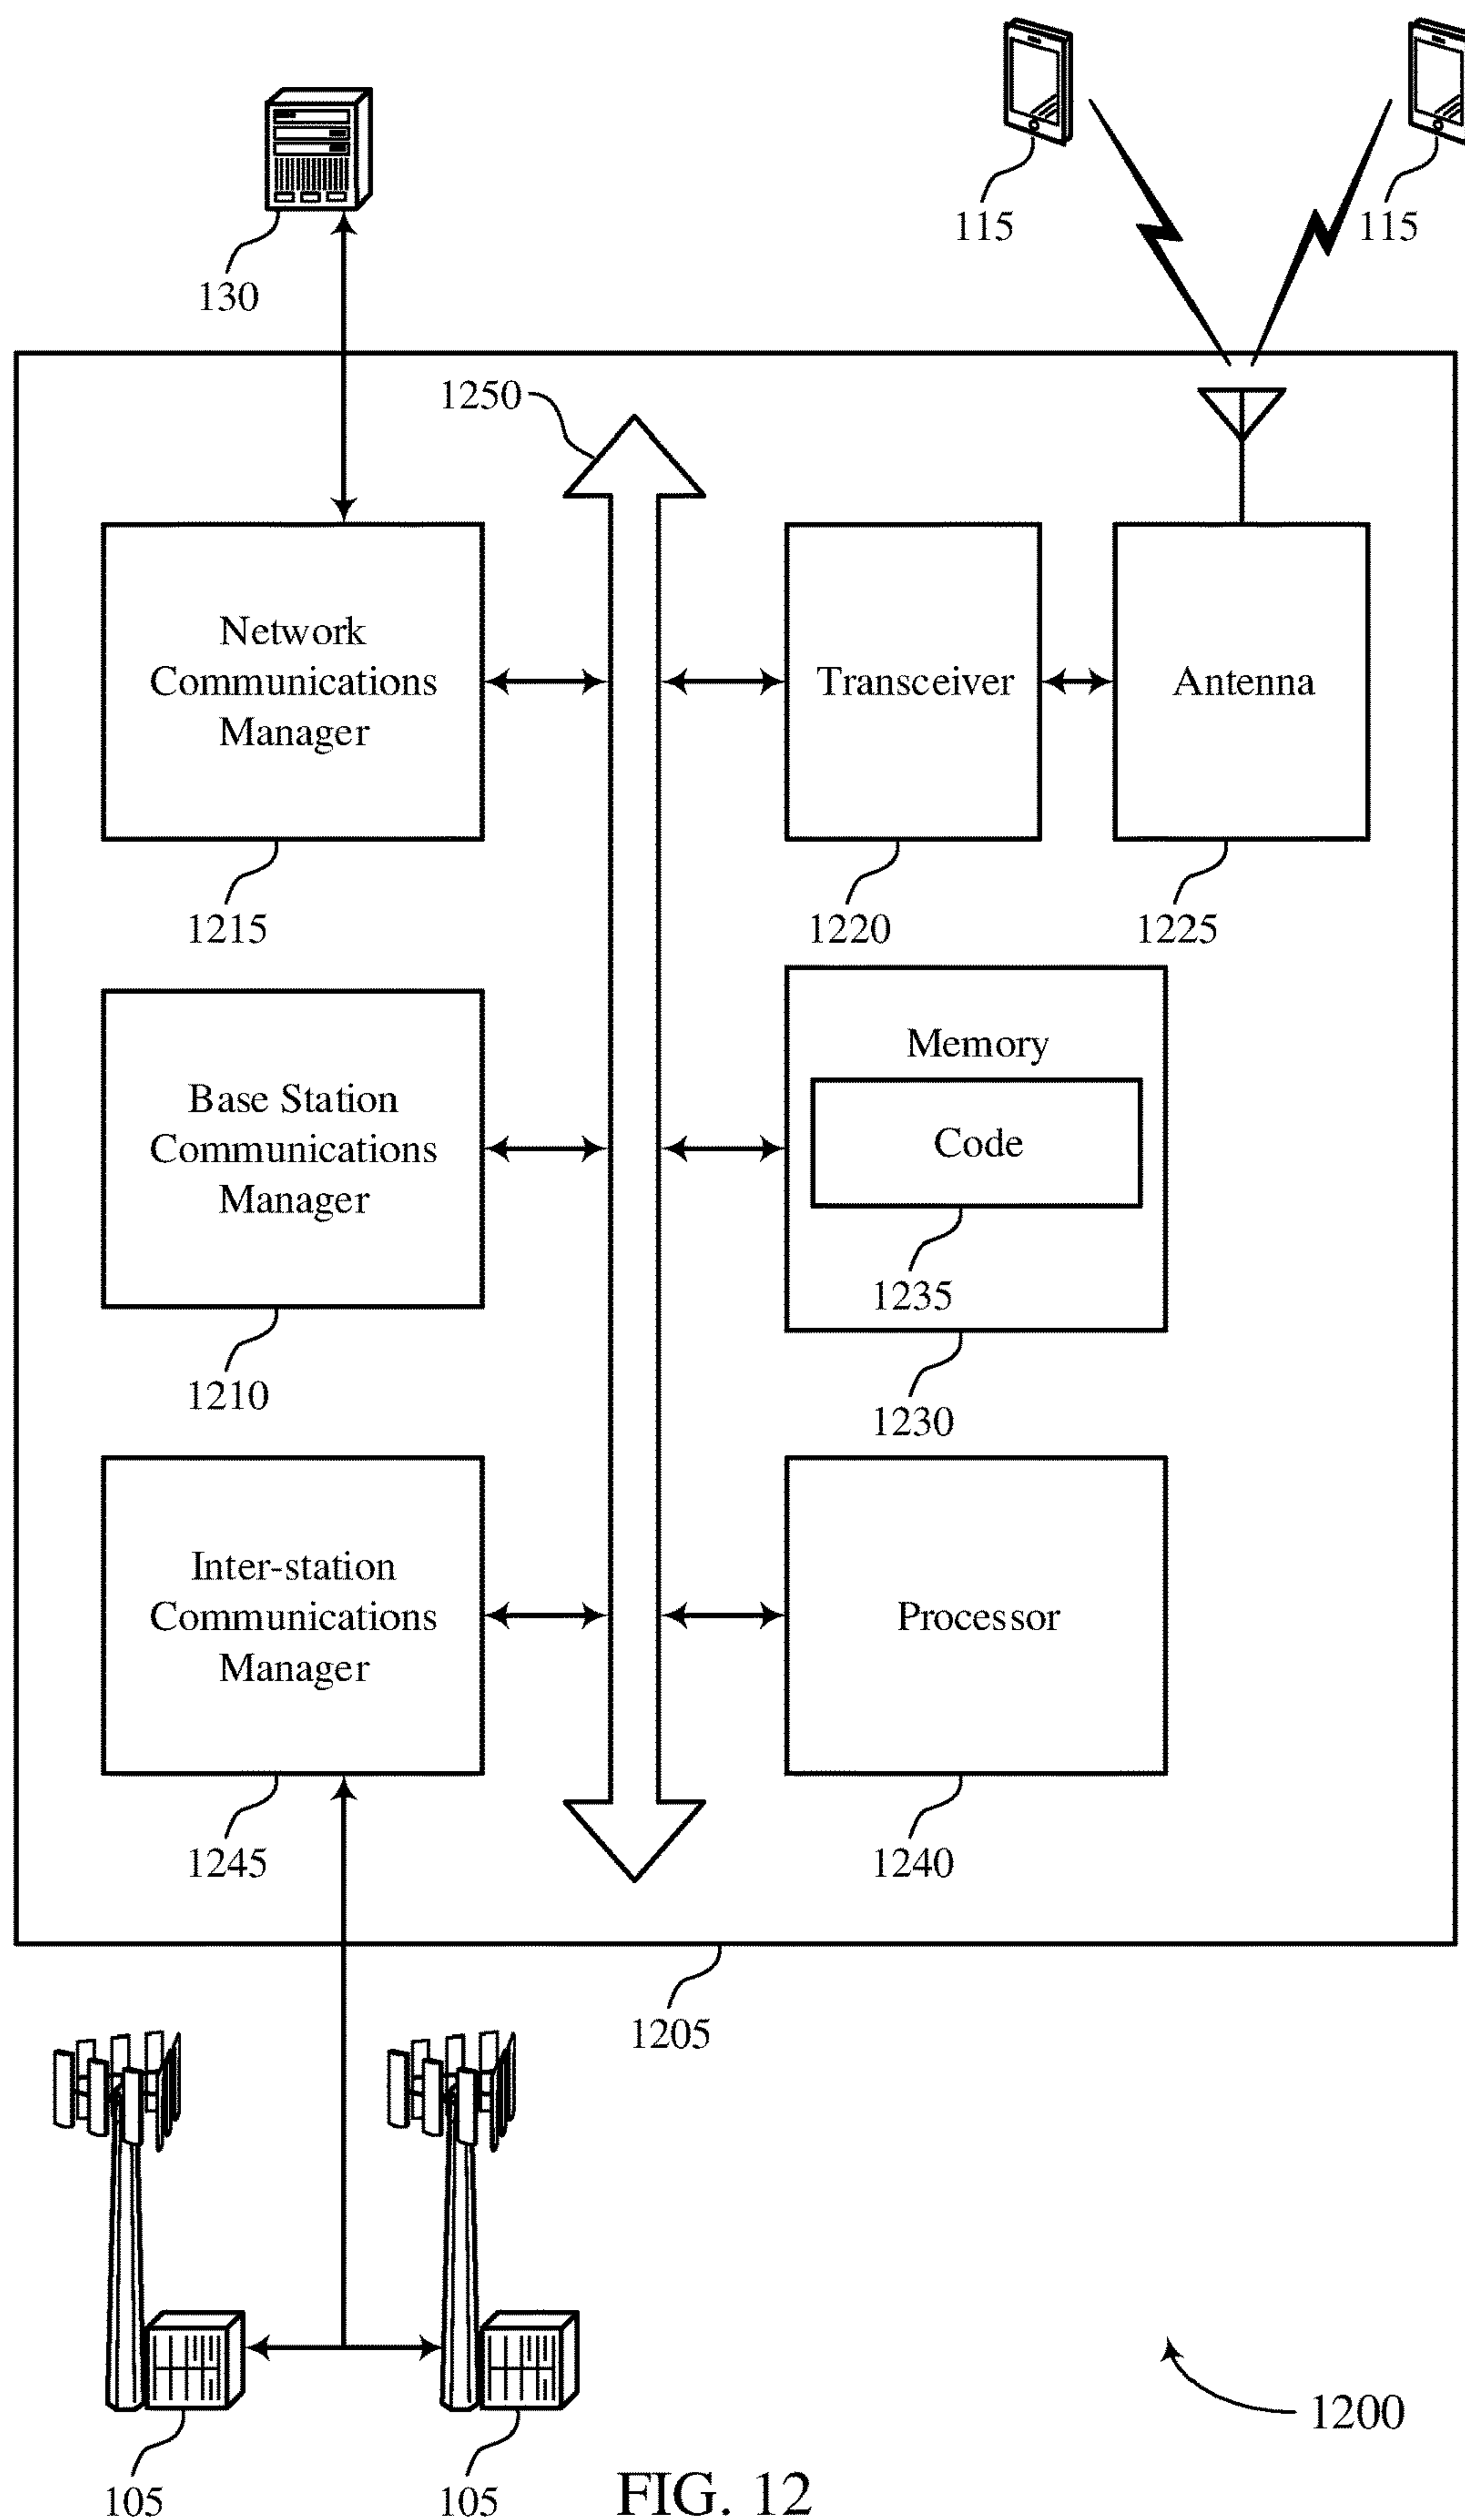 115
115
130
1250
Network
Communications
Manager
Transceiver
Antenna
1215
1220
1225
Memory
Base Station
Communications
Manager
Code
1235
1210
1230
Inter-station
Communications
Manager
Processor
1245
1240
1205
1200
105
105
FIG. 12